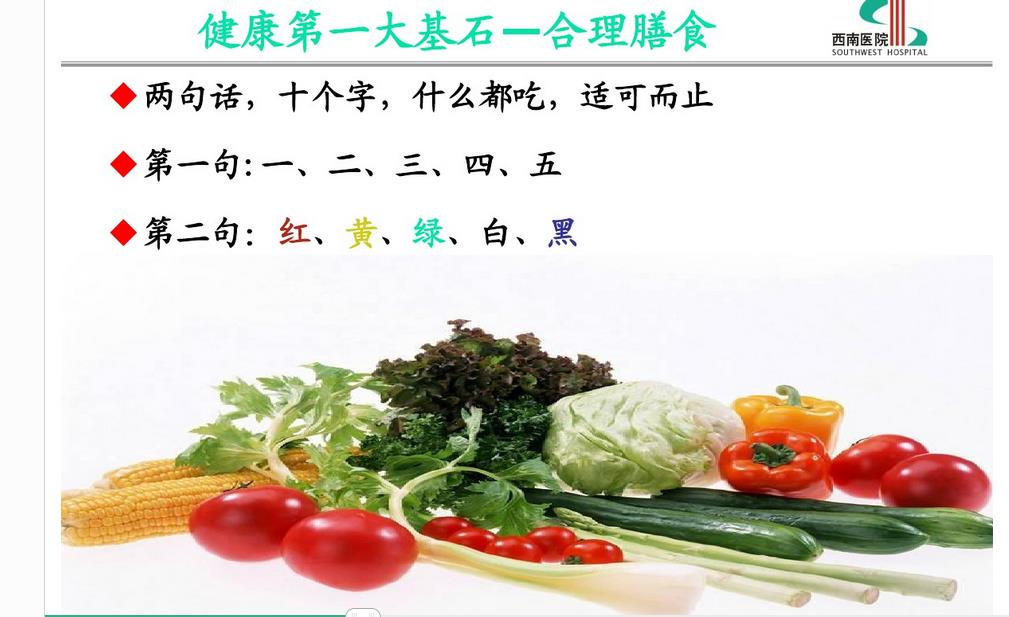 健康第一大基石—合理膳食
西南医院
SOUTHWEST HOSPITAL
两句话，十个字，什么都吃，适可而止
第一句:一、二、三、四、五
第二句：红、黄、绿、白、黑